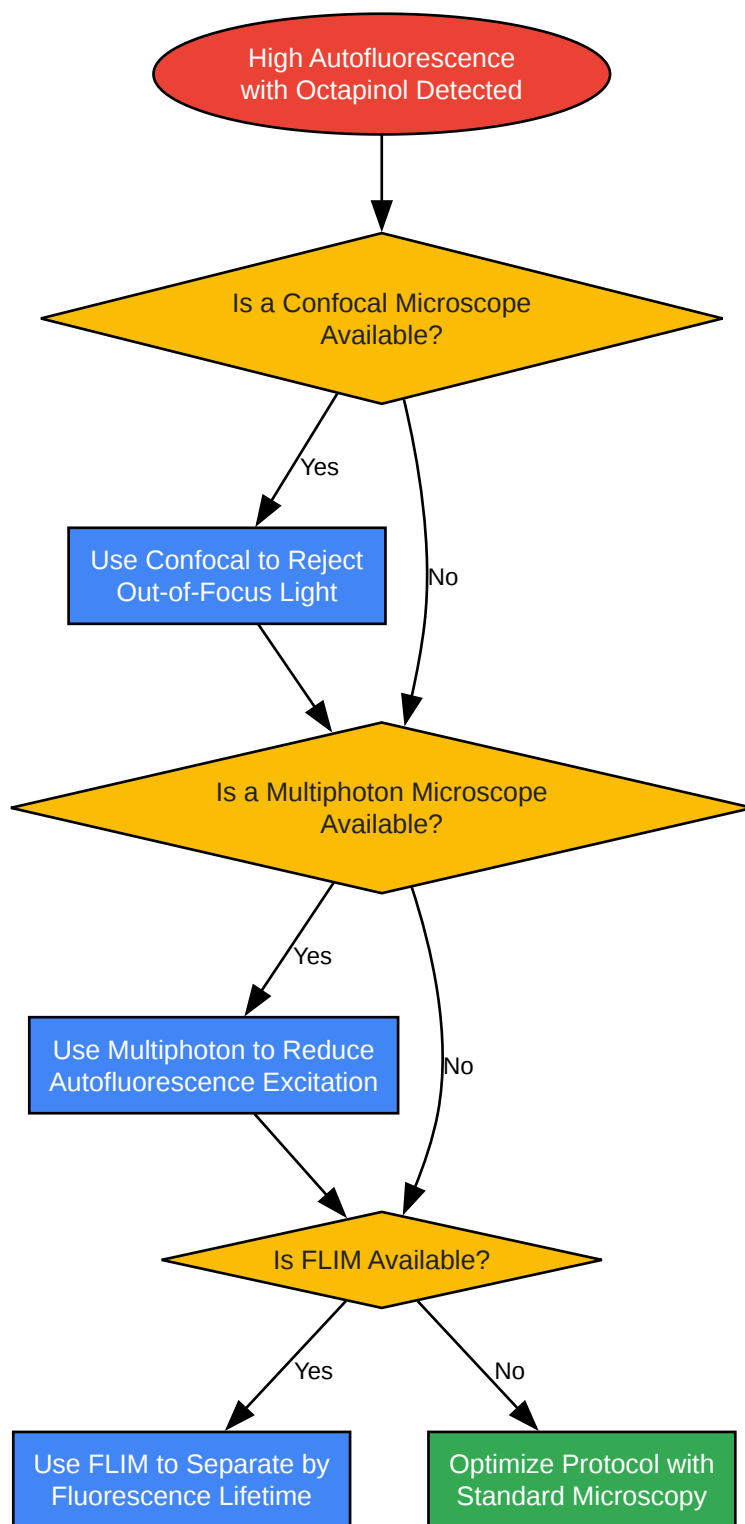 High Autofluorescence
with Octapinol Detected
Is a Confocal Microscope
Available?
Yes
Use Confocal to Reject
Out-of-Focus Light
No
Is a Multiphoton Microscope
Available?
Yes
Use Multiphoton to Reduce
Autofluorescence Excitation
No
Is FLIM Available?
Yes
No
Use FLIM to Separate by
Fluorescence Lifetime
Optimize Protocol with
Standard Microscopy